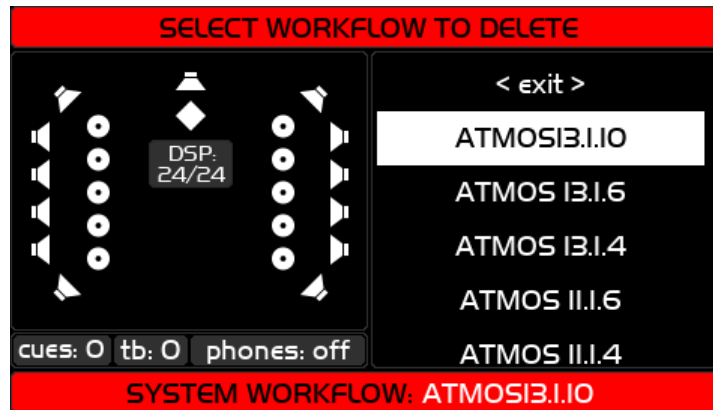 SELECT WORKFLOW TO DELETE
DSP:
24/24
cues: 0 tb: 0 phones: off
< exit >
ATMOS13.1.10
ATMOS 13.1.6
ATMOS 13.1.4
ATMOS 11.1.6
ATMOS 11.1.4
SYSTEM WORKFLOW: ATMOS13.1.10